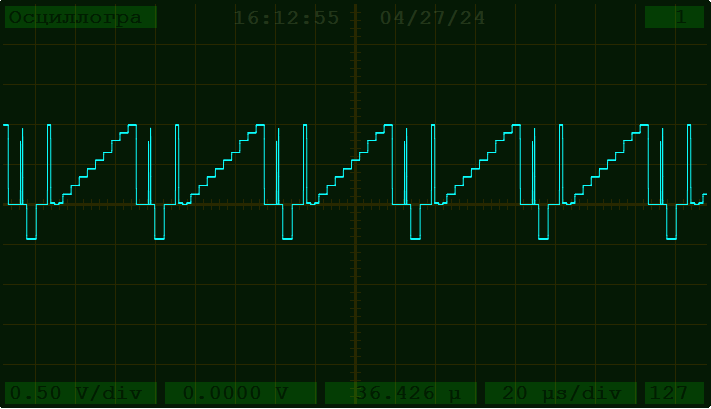 Осциллогра 16:12:55 04/27/24 1
0.50 V/div 0.0000 V 36.426 µ 20 µs/div 127